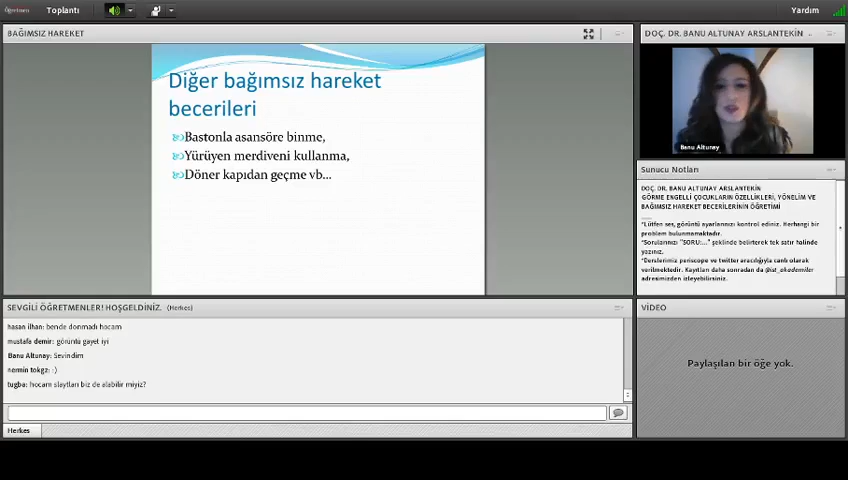 Öğretmen
Toplantı
Yardım
BAĞIMSIZ HAREKET
Diğer bağımsız hareket
becerileri
Bastonla asansöre binme,
Yürüyen merdiveni kullanma,
Döner kapıdan geçme vb...
DOÇ. DR. BANU ALTUNAY ARSLANTEKİN ..
Banu Altunay
Sunucu Notları
DOÇ. DR. BANU ALTUNAY ARSLANTEKİN
GÖRME ENGELLİ ÇOCUKLARIN ÖZELLİKLERİ, YÖNELİM VE
BAĞIMSIZ HAREKET BECERİLERİNİN ÖĞRETİMİ
*Lütfen ses, görüntü ayarlarınızı kontrol ediniz. Herhangi bir
problem bulunmamaktadır.
*Sorularınızı "SORU:..." şeklinde belirterek tek satır halinde
yazınız.
*Derslerimiz periscope ve twitter aracılığıyla canlı olarak
verilmektedir. Kayıtları daha sonradan da @ist_akademiler
adresimizden izleyebilirsiniz.
SEVGİLİ ÖĞRETMENLER! HOŞGELDİNİZ. (Herkes)
hasan ilhan: bende donmadı hocam
mustafa demir: görüntü gayet iyi
Banu Altunay: Sevindim
nermin tokgz: :)
tugba: hocam slaytları biz de alabilir miyiz?
Herkes
VİDEO
Paylaşılan bir öğe yok.